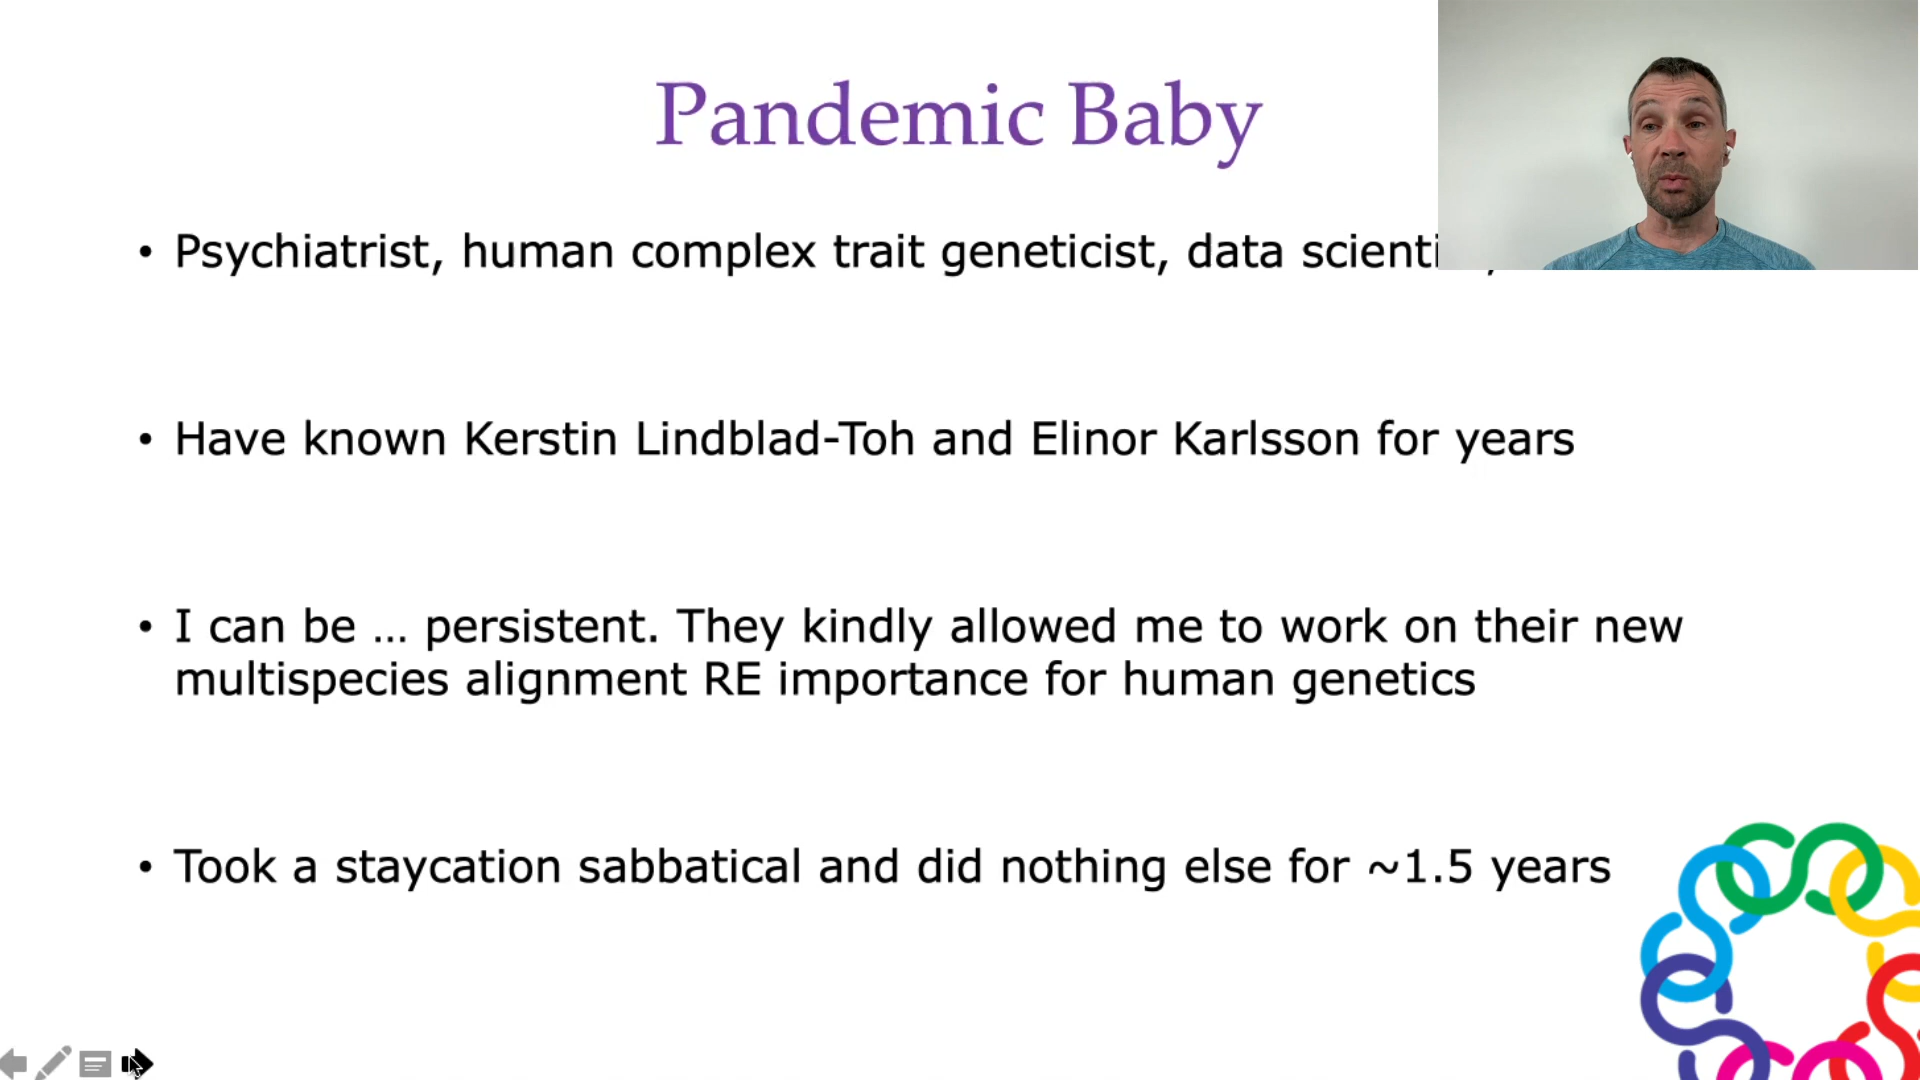 Pandemic Baby
• Psychiatrist, human complex trait geneticist, data
• Have known Kerstin Lindblad-Toh and Elinor Karlsson for years
• I can be … persistent. They kindly allowed me to work on their new
multispecies alignment RE importance for human genetics
• Took a staycation sabbatical and did nothing else for ~1.5 years